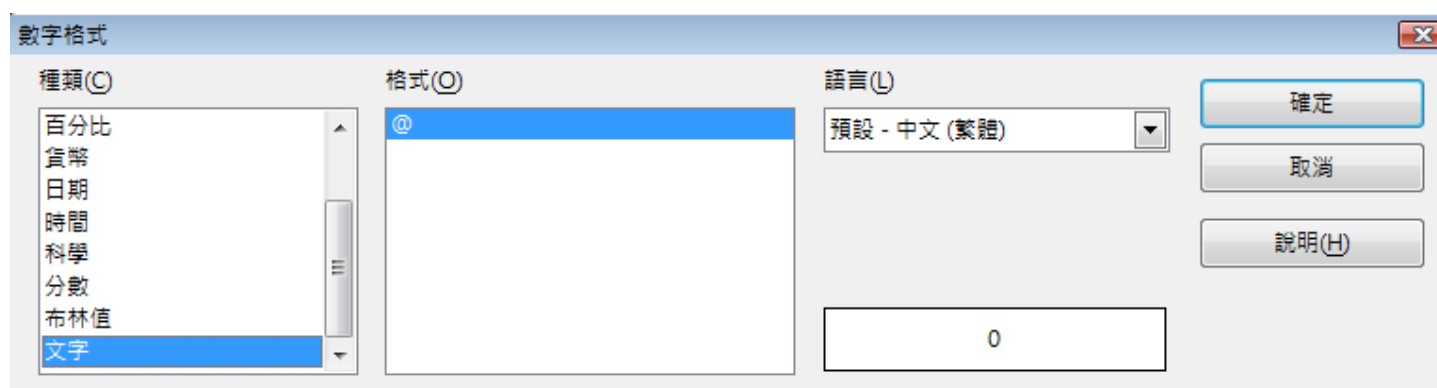 數字格式
種類(C)
百分比
貨幣
日期
時間
科學
分數
布林值
文字
格式(O)
@
語言(L)
預設 - 中文 (繁體)
0
確定
取消
說明(H)